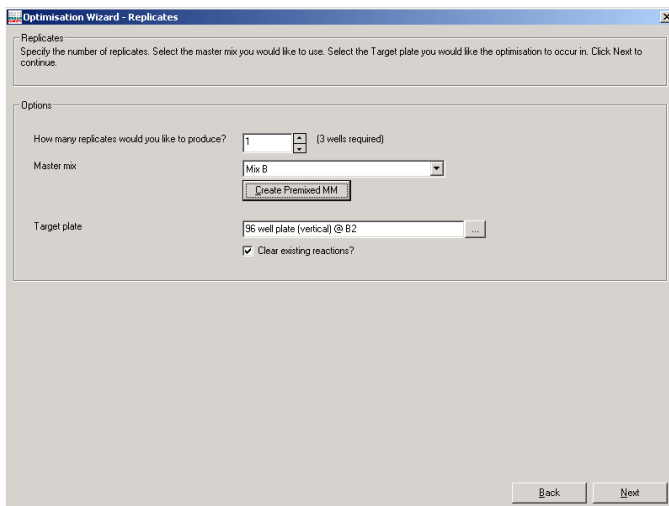 Optimisation Wizard - Replicates
Replicates
Specify the number of replicates. Select the master mix you would like to use. Select the Target plate you would like the optimisation to occur in. Click Next to
continue.
Options
How many replicates would you like to produce? 1 (3 wells required)
Master mix Mix B
Create Premixed MM
Target plate 96 well plate (vertical) @ B2 ...
Clear existing reactions?
Back Next